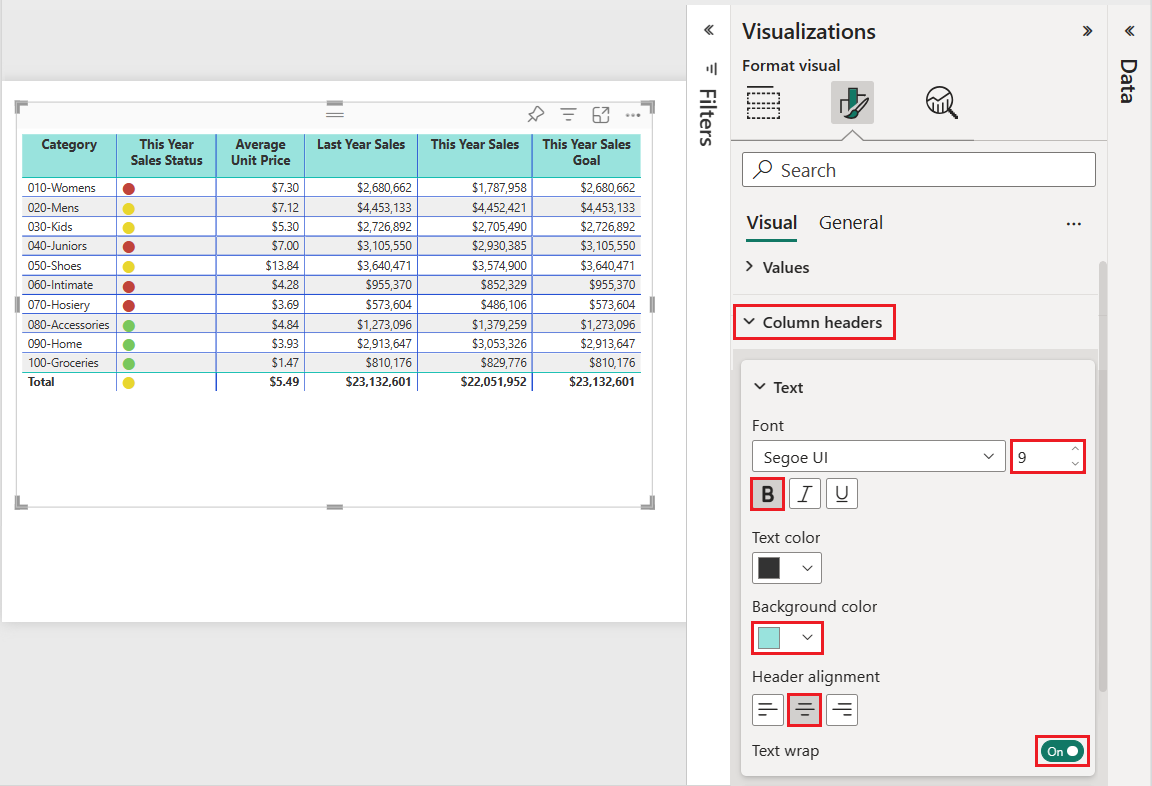 Category	This Year Sales Status	Average Unit Price	Last Year Sales	This Year Sales	This Year Sales Goal
010-Womens	$7.30	$2,680,662	$1,787,958	$2,680,662
020-Mens	$7.12	$4,453,133	$4,452,421	$4,453,133
030-Kids	$5.30	$2,726,892	$2,705,490	$2,726,892
040-Juniors	$7.00	$3,105,550	$2,930,385	$3,105,550
050-Shoes	$13.84	$3,640,471	$3,574,900	$3,640,471
060-Intimate	$4.28	$955,370	$852,329	$955,370
070-Hosiery	$3.69	$573,604	$486,106	$573,604
080-Accessories	$4.84	$1,273,096	$1,379,259	$1,273,096
090-Home	$3.93	$2,913,647	$3,053,326	$2,913,647
100-Groceries	$1.47	$810,176	$829,776	$810,176
Total	$5.49	$23,132,601	$22,051,952	$23,132,601
Filters
Visualizations
Format visual
Search
Visual	General
Values
Column headers
Text
Font
Segoe UI	9
B I U
Text color
Background color
Header alignment
Text wrap	On
Data